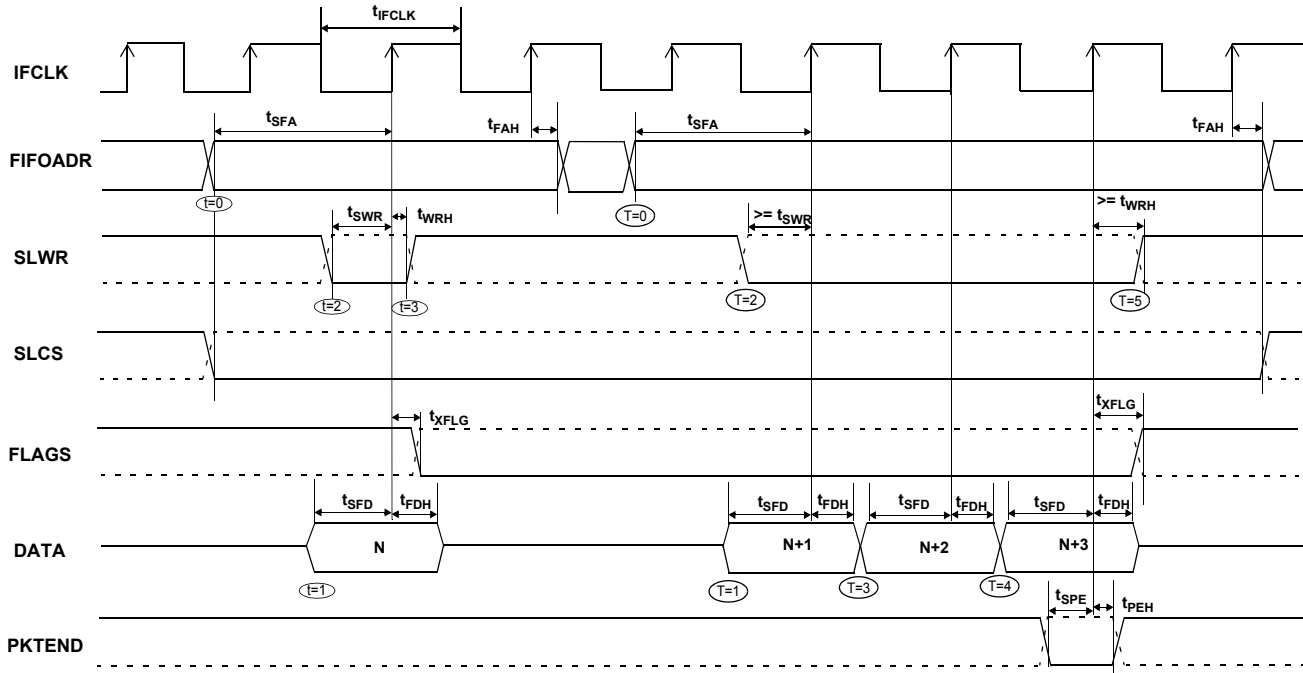 tIFCLK
IFCLK
tSFA
tFAH
tSFA
tFAH
FIFOADR
t=0
T=0
tSWR
tWRH
>= tSWR
>= tWRH
SLWR
t=2
t=3
T=2
T=5
SLCS
tXFLG
tXFLG
FLAGS
tSFD
tFDH
tSFD
tFDH
tSFD
tFDH
tSFD
tFDH
DATA
N
N+1
N+2
N+3
t=1
T=1
T=3
T=4
tSPE
tPEH
PKTEND